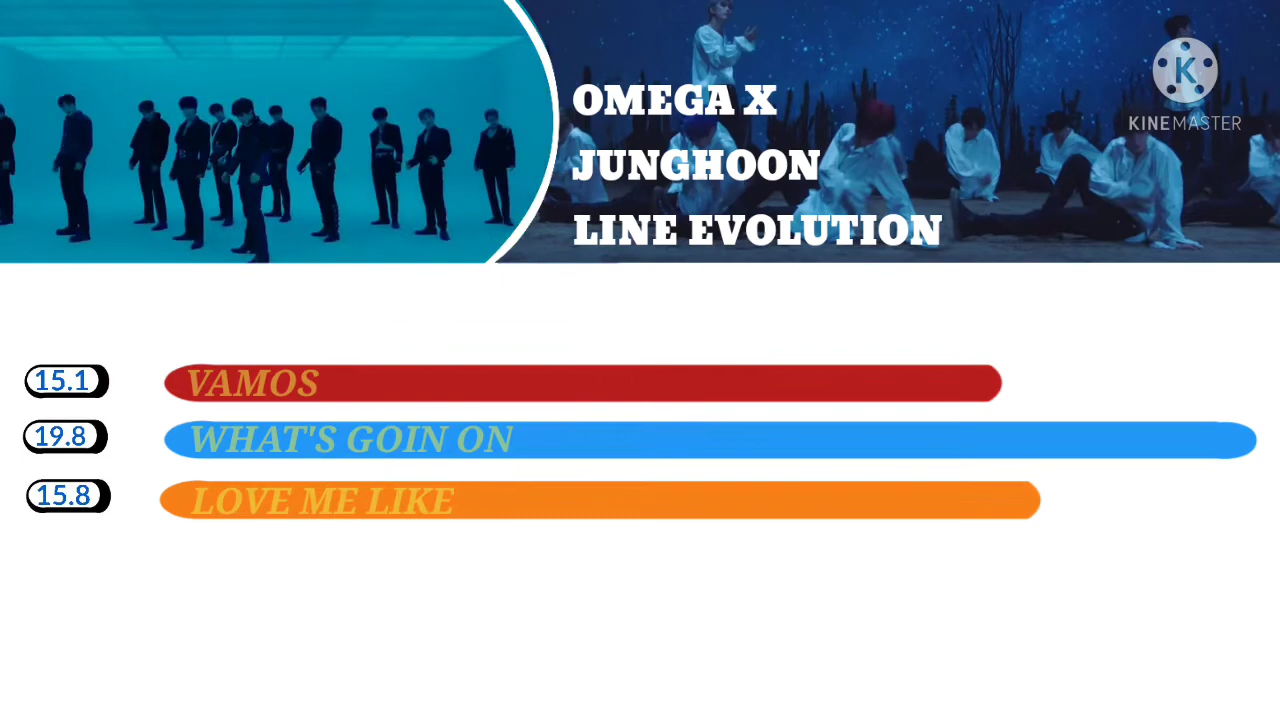 OMEGA X
JUNGHOON
LINE EVOLUTION
K
KINEMASTER
15.1 VAMOS
19.8 WHAT'S GOIN ON
15.8 LOVE ME LIKE